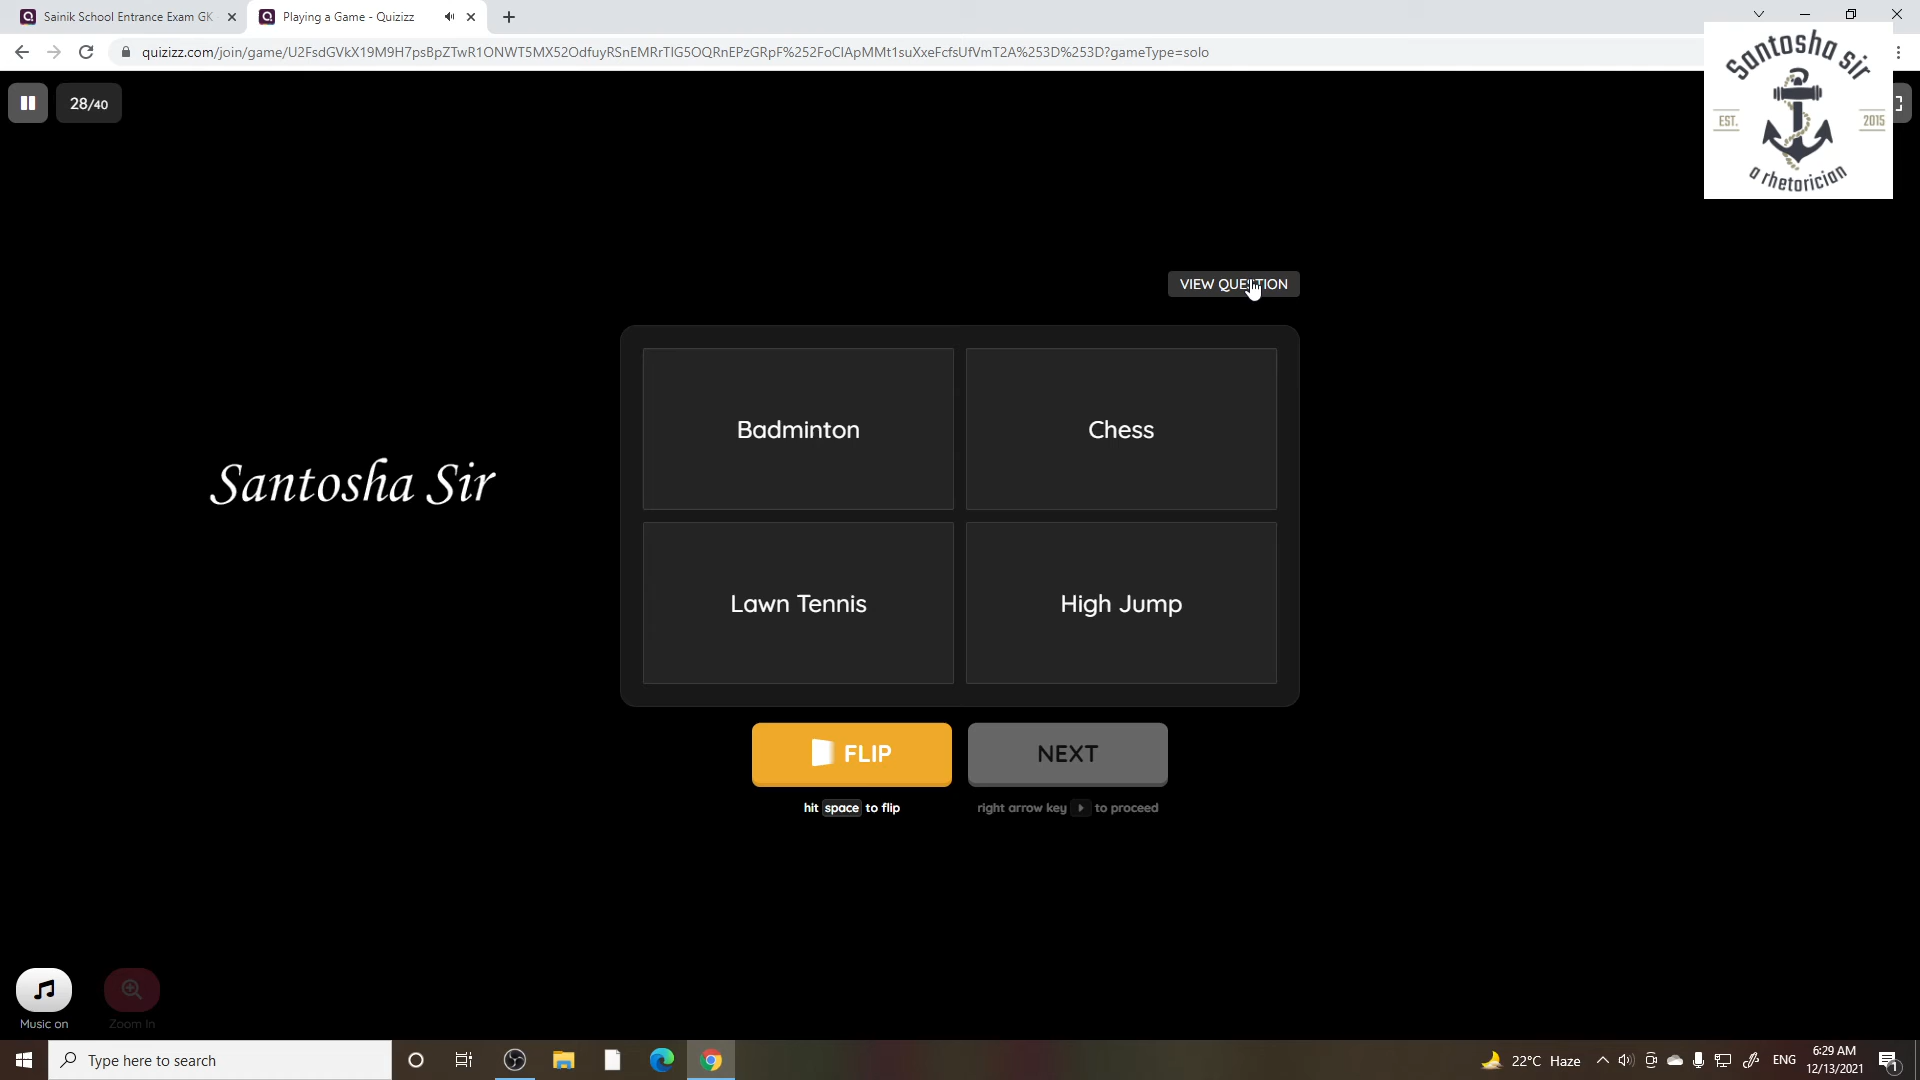 Sainik School Entrance Exam GK
Playing a Game - Quizizz
quizizz.com/join/game/U2FsdGVkX19M9H7psBpZTwR1ONWT5MX52OdfuyRSnEMRrTIG5OQRnEPzGRpF%252FoCIApMMt1suXxeFcfsUfVmT2A%253D%253D?gameType=solo
Santosha sir
EST. 2015
a rhetorician
28/40
VIEW QUESTION
Badminton
Chess
Santosha Sir
Lawn Tennis
High Jump
FLIP
NEXT
hit space to flip
right arrow key to proceed
Music on
Zoom In
Type here to search
22°C Haze
ENG
6:29 AM
12/13/2021
1